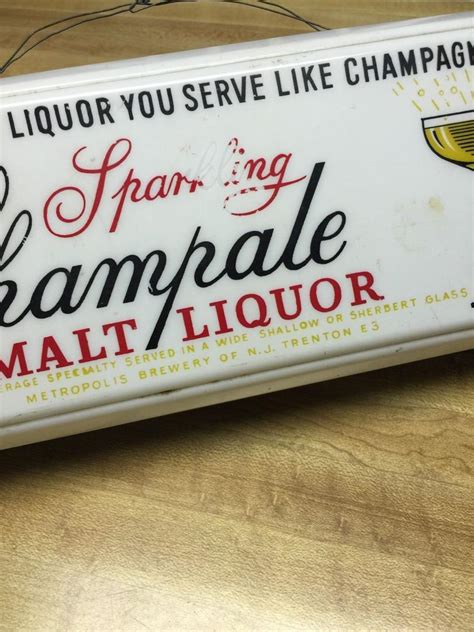 LIQUOR YOU SERVE LIKE CHAMPAGN
Sparkling
hampale
MALT LIQUOR
ERAGE SPECIALTY SERVED IN A WIDE SHALLOW OR SHERBERT GLASS
METROPOLIS BREWERY OF N.J. TRENTON E3